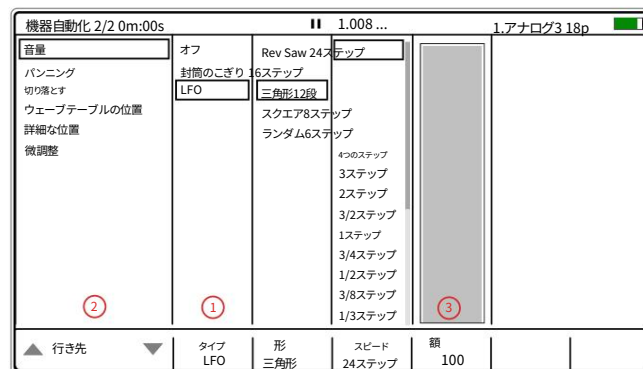 機器自動化 2/2 0m:00s
1.008 ...
1.アナログ3 18p
音量
パンニング
切り落とす
ウェーブテーブルの位置
詳細な位置
微調整
②
オフ
封筒のこぎり 16ステップ
LFO
①
Rev Saw 24ステップ
三角形12段
スクエア8ステップ
ランダム6ステップ
4つのステップ
3ステップ
2ステップ
3/2ステップ
1ステップ
3/4ステップ
1/2ステップ
3/8ステップ
1/3ステップ
③
行き先
タイプ
LFO
形
三角形
スピード
24ステップ
額
100